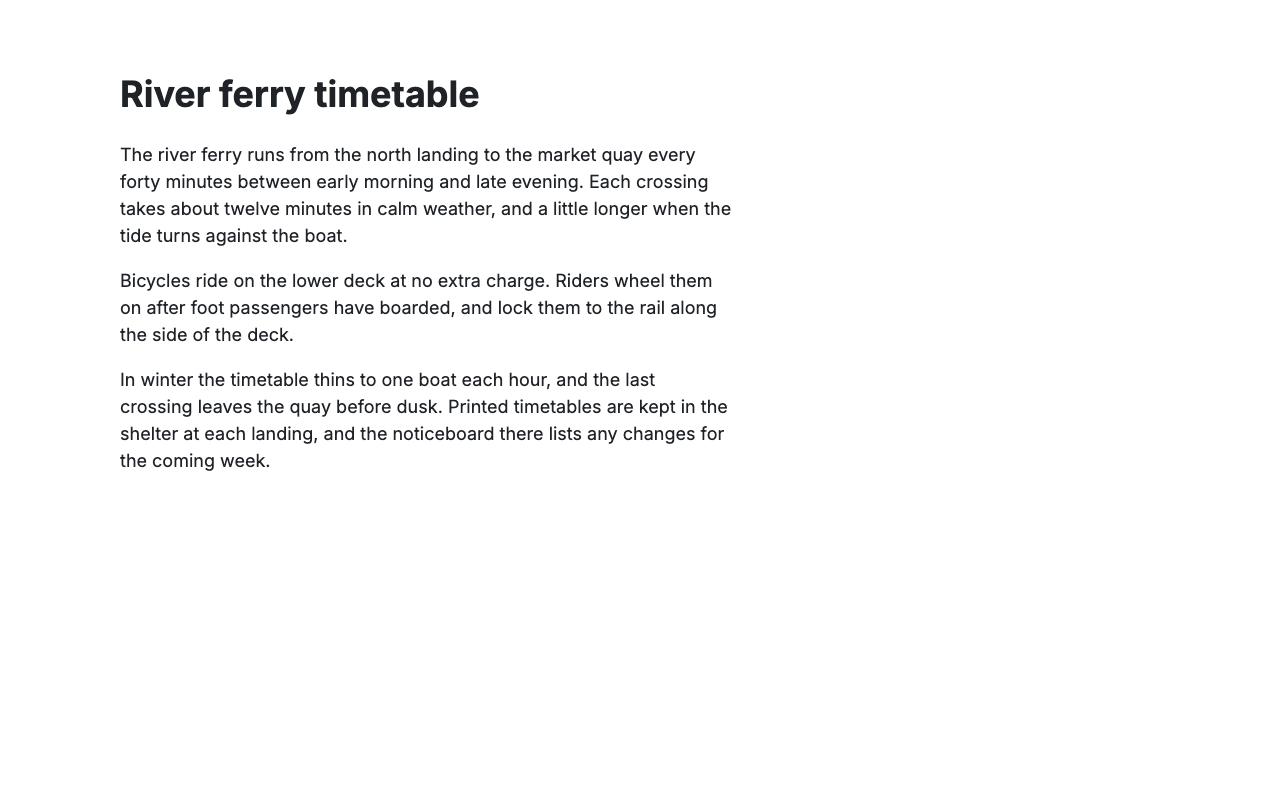 River ferry timetable
The river ferry runs from the north landing to the market quay every
forty minutes between early morning and late evening. Each crossing
takes about twelve minutes in calm weather, and a little longer when the
tide turns against the boat.
Bicycles ride on the lower deck at no extra charge. Riders wheel them
on after foot passengers have boarded, and lock them to the rail along
the side of the deck.
In winter the timetable thins to one boat each hour, and the last
crossing leaves the quay before dusk. Printed timetables are kept in the
shelter at each landing, and the noticeboard there lists any changes for
the coming week.